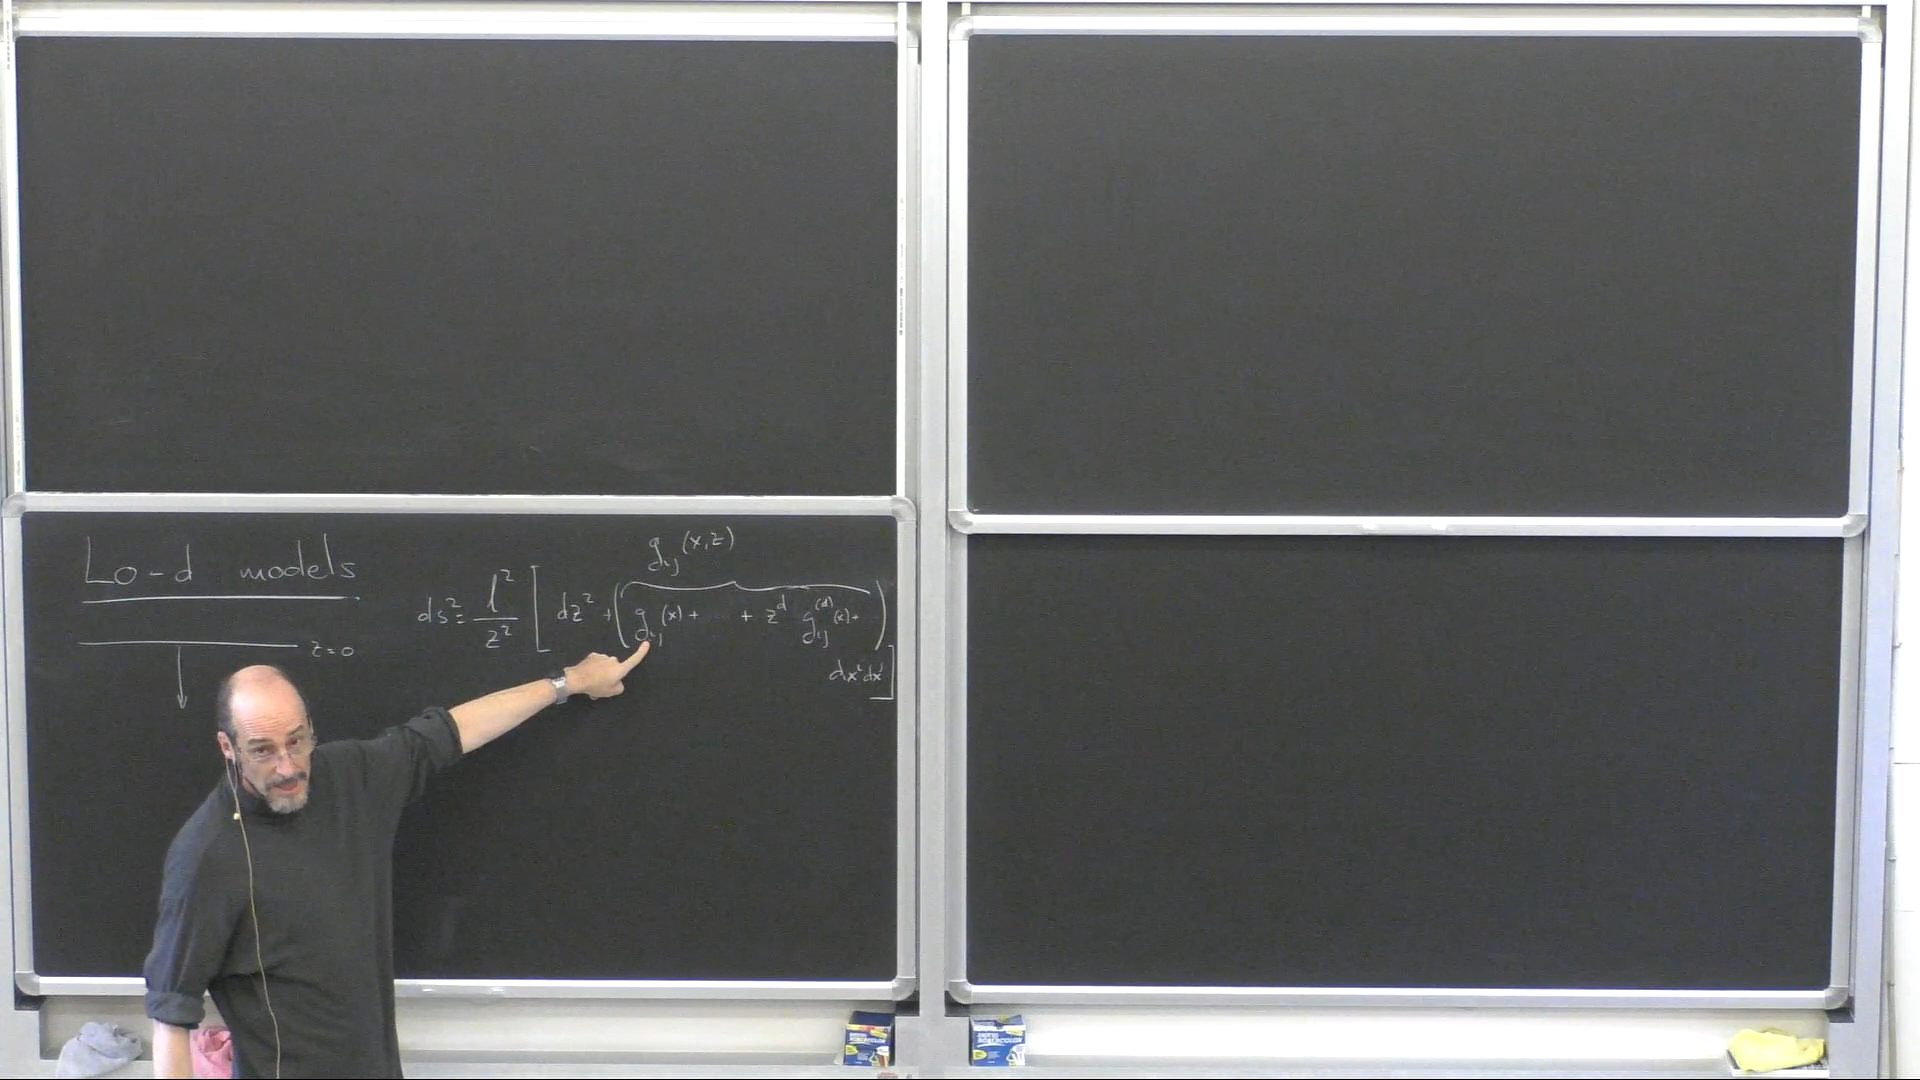 Lo-d models
z=0
g_ij(x,z)
ds² = l²/z² [ dz² + ( g_ij(x) + ... + z^d g_ij^(d)(x) + ) dx^i dx^j ]